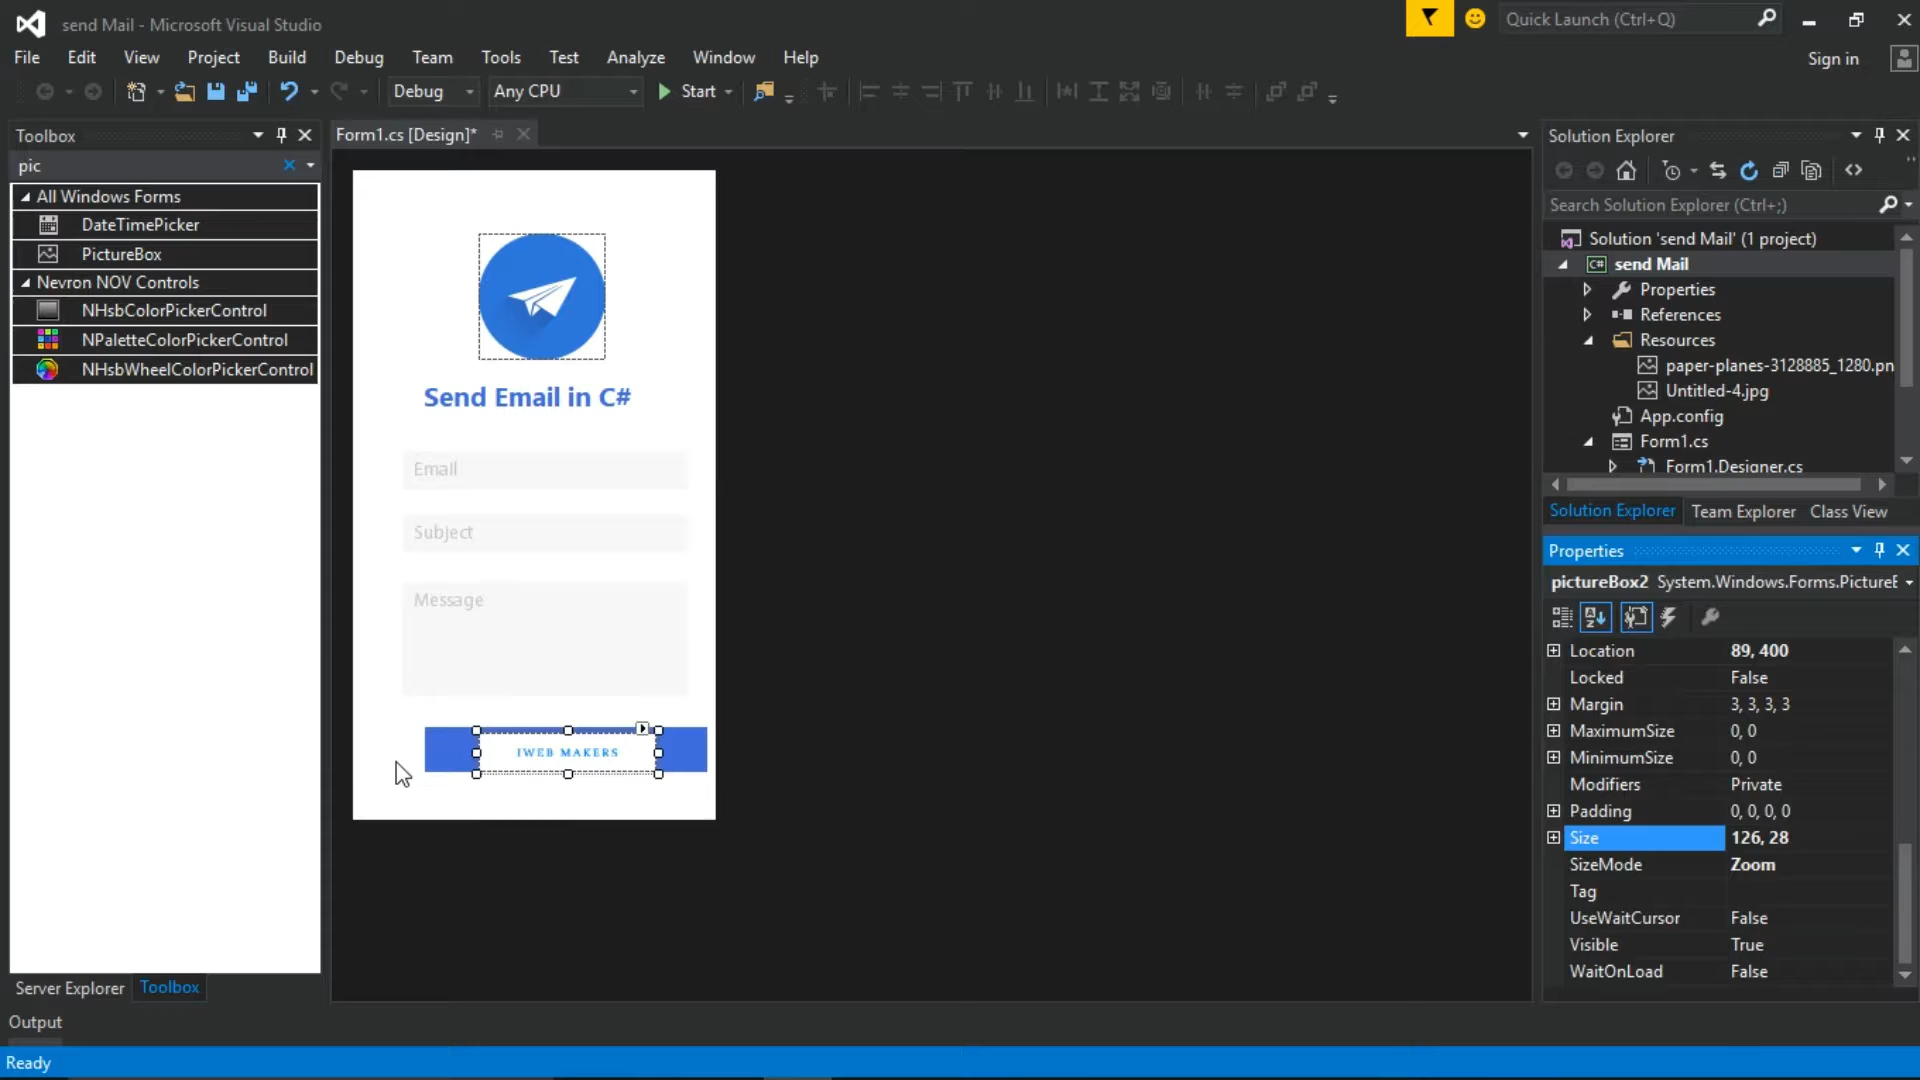 send Mail - Microsoft Visual Studio
Quick Launch (Ctrl+Q)
File Edit View Project Build Debug Team Tools Test Analyze Window Help
Sign in
Debug Any CPU Start
Toolbox
Form1.cs [Design]*
Solution Explorer
pic
All Windows Forms
DateTimePicker
PictureBox
Nevron NOV Controls
NHsbColorPickerControl
NPaletteColorPickerControl
NHsbWheelColorPickerControl
Send Email in C#
Email
Subject
Message
IWEB MAKERS
Search Solution Explorer (Ctrl+;)
Solution 'send Mail' (1 project)
C# send Mail
Properties
References
Resources
paper-planes-3128885_1280.pn
Untitled-4.jpg
App.config
Form1.cs
Form1.Designer.cs
Solution Explorer Team Explorer Class View
Properties
pictureBox2 System.Windows.Forms.PictureE
Location 89, 400
Locked False
Margin 3, 3, 3, 3
MaximumSize 0, 0
MinimumSize 0, 0
Modifiers Private
Padding 0, 0, 0, 0
Size 126, 28
SizeMode Zoom
Tag
UseWaitCursor False
Visible True
WaitOnLoad False
Server Explorer Toolbox
Output
Ready